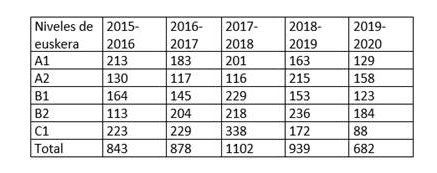 Niveles de euskera 2015-2016 2016-2017 2017-2018 2018-2019 2019-2020
A1 213 183 201 163 129
A2 130 117 116 215 158
B1 164 145 229 153 123
B2 113 204 218 236 184
C1 223 229 338 172 88
Total 843 878 1102 939 682